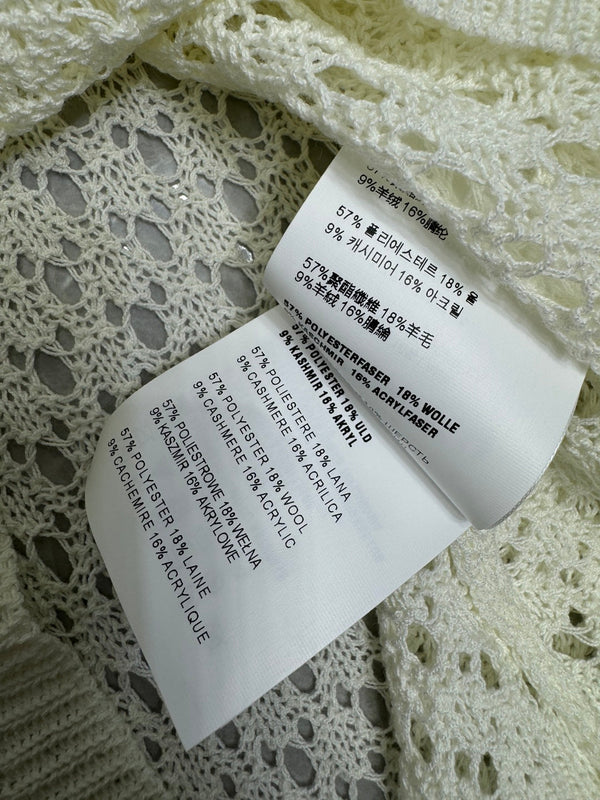 9%羊绒 16%腈纶
57% 폴리에스테르 18% 울
9% 캐시미어 16% 아크릴
57%聚酯纖維 18%羊毛
9%羊绒 16%腈綸
57% POLYESTERFASER 18% WOLLE
KASCHMIR 16% ACRYLFASER
57% POLYESTER 18% ULD
9% KASHMIR 16% AKRYL
57% POLIESTERE 18% LANA
9% CASHMERE 16% ACRILICA
57% POLYESTER 18% WOOL
9% CASHMERE 16% ACRYLIC
57% POLIESTROWE 18% WEŁNA
9% KASZMIR 16% AKRYLOWE
57% POLYESTER 18% LAINE
9% CACHEMIRE 16% ACRYLIQUE